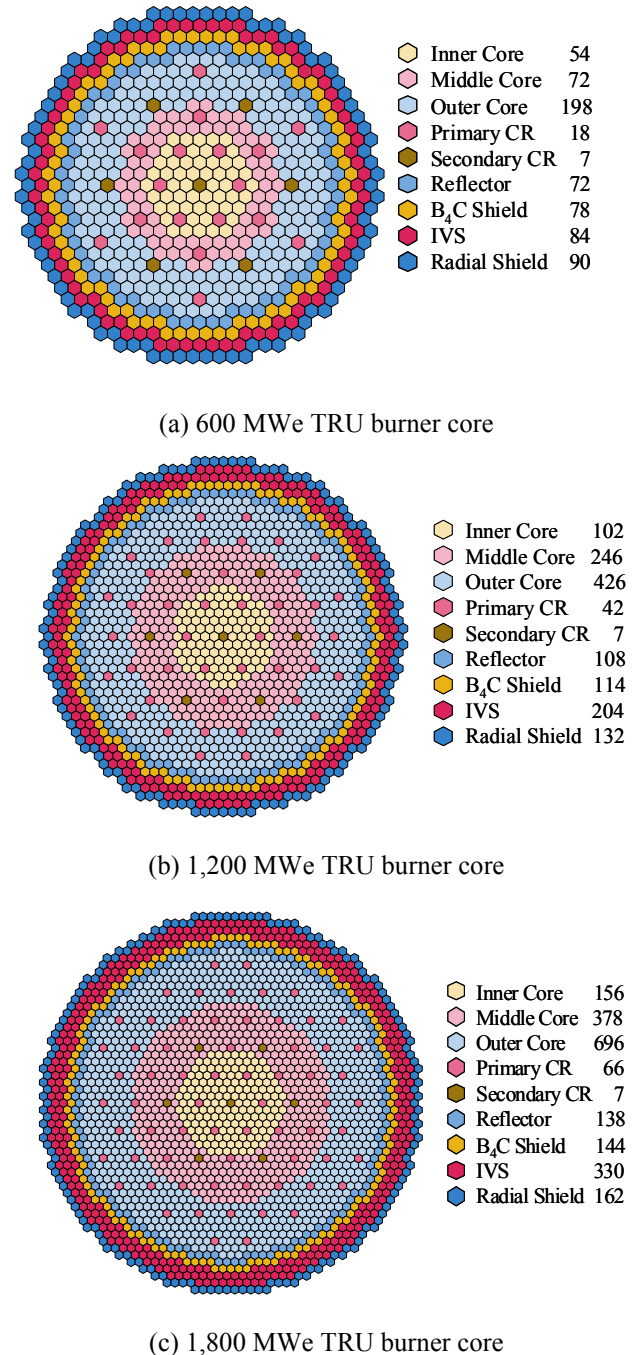 Inner Core 54
Middle Core 72
Outer Core 198
Primary CR 18
Secondary CR 7
Reflector 72
B₄C Shield 78
IVS 84
Radial Shield 90
(a) 600 MWe TRU burner core
Inner Core 102
Middle Core 246
Outer Core 426
Primary CR 42
Secondary CR 7
Reflector 108
B₄C Shield 114
IVS 204
Radial Shield 132
(b) 1,200 MWe TRU burner core
Inner Core 156
Middle Core 378
Outer Core 696
Primary CR 66
Secondary CR 7
Reflector 138
B₄C Shield 144
IVS 330
Radial Shield 162
(c) 1,800 MWe TRU burner core